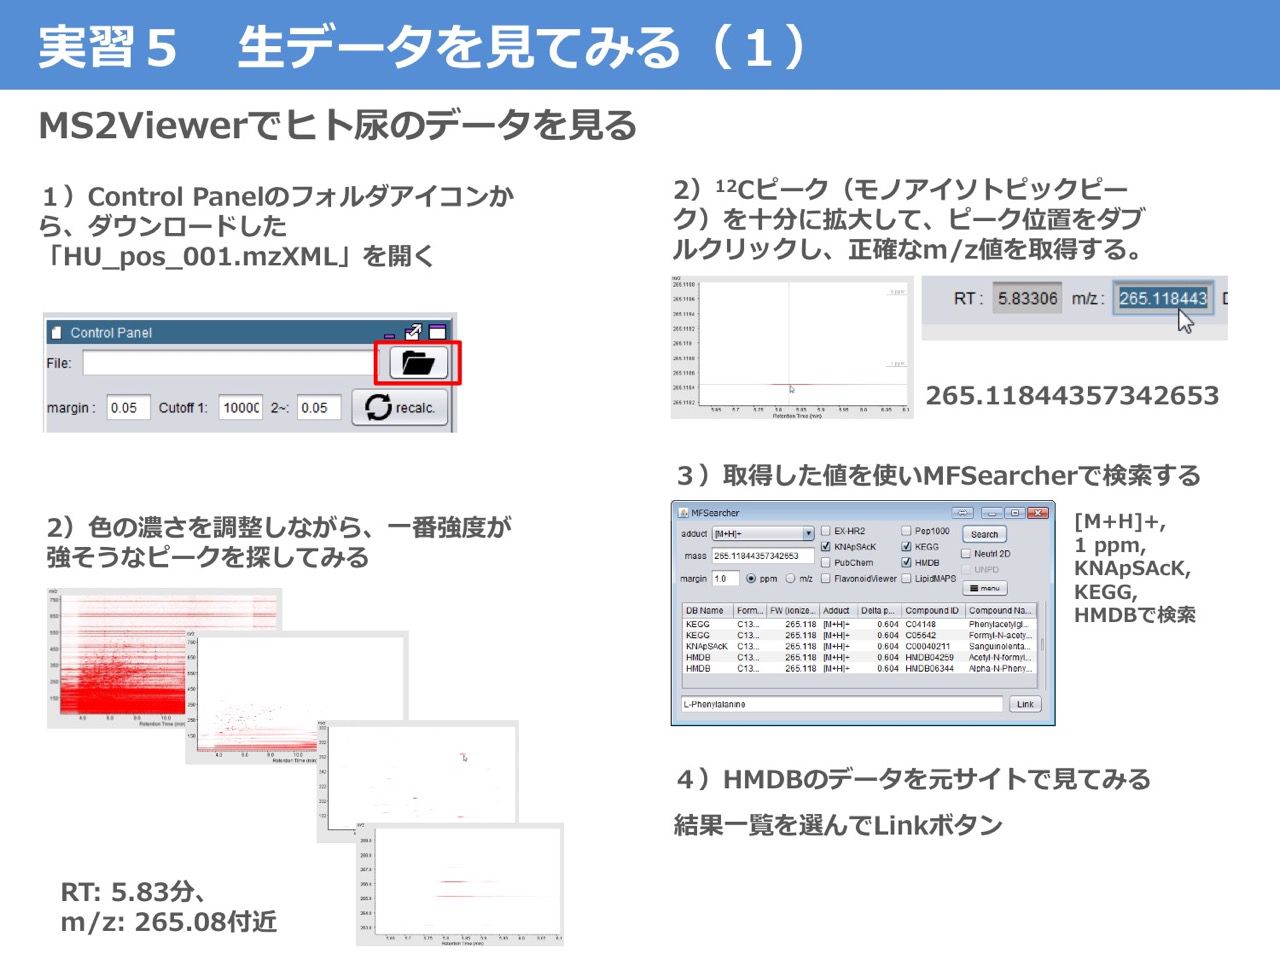 実習５　生データを見てみる（１）
MS2Viewerでヒト尿のデータを見る
１）Control Panelのフォルダアイコンか
ら、ダウンロードした
「HU_pos_001.mzXML」を開く
Control Panel
File:
margin : 0.05 Cutoff 1: 10000 2~: 0.05 recalc.
2）色の濃さを調整しながら、一番強度が
強そうなピークを探してみる
RT: 5.83分、
m/z: 265.08付近
2）¹²Cピーク（モノアイソトピックピー
ク）を十分に拡大して、ピーク位置をダブ
ルクリックし、正確なm/z値を取得する。
Retention Time (min)
RT : 5.83306 m/z : 265.118443
265.11844357342653
３）取得した値を使いMFSearcherで検索する
MFSearcher
adduct [M+H]+ EX-HR2 Pep1000 Search
mass 265.11844357342653 KNApSAcK KEGG Neutrl 2D
PubChem HMDB UNPD
margin 1.0 ppm m/z FlavonoidViewer LipidMAPS menu
DB Name Form... FW (ionize... Adduct Delta p... Compound ID Compound Na...
KEGG C13... 265.118 [M+H]+ 0.604 C04148 Phenylacetylgl...
KEGG C13... 265.118 [M+H]+ 0.604 C05642 Formyl-N-acety...
KNApSAcK C13... 265.118 [M+H]+ 0.604 C00040211 Sanguinolenta...
HMDB C13... 265.118 [M+H]+ 0.604 HMDB04259 Acetyl-N-formyl...
HMDB C13... 265.118 [M+H]+ 0.604 HMDB06344 Alpha-N-Pheny...
L-Phenylalanine Link
[M+H]+,
1 ppm,
KNApSAcK,
KEGG,
HMDBで検索
４）HMDBのデータを元サイトで見てみる
結果一覧を選んでLinkボタン